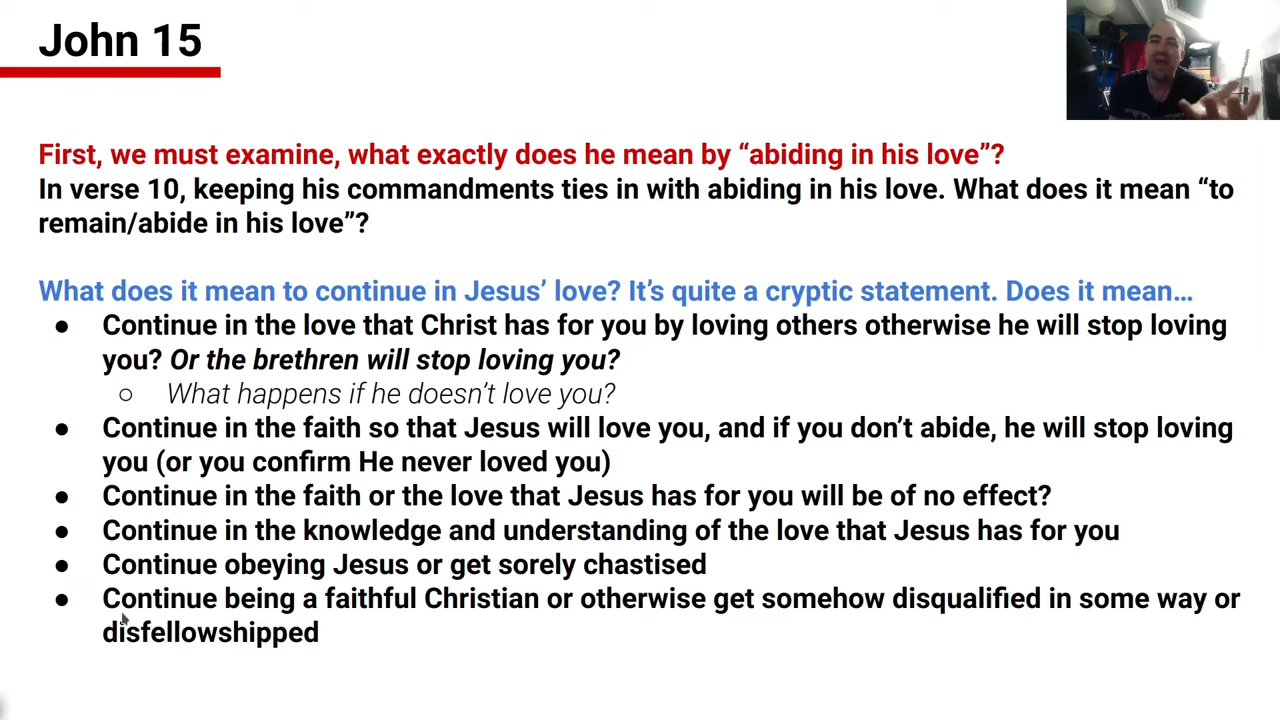 John 15
First, we must examine, what exactly does he mean by “abiding in his love”?
In verse 10, keeping his commandments ties in with abiding in his love. What does it mean “to
remain/abide in his love”?
What does it mean to continue in Jesus’ love? It’s quite a cryptic statement. Does it mean…
● Continue in the love that Christ has for you by loving others otherwise he will stop loving
you? Or the brethren will stop loving you?
○ What happens if he doesn’t love you?
● Continue in the faith so that Jesus will love you, and if you don’t abide, he will stop loving
you (or you confirm He never loved you)
● Continue in the faith or the love that Jesus has for you will be of no effect?
● Continue in the knowledge and understanding of the love that Jesus has for you
● Continue obeying Jesus or get sorely chastised
● Continue being a faithful Christian or otherwise get somehow disqualified in some way or
disfellowshipped